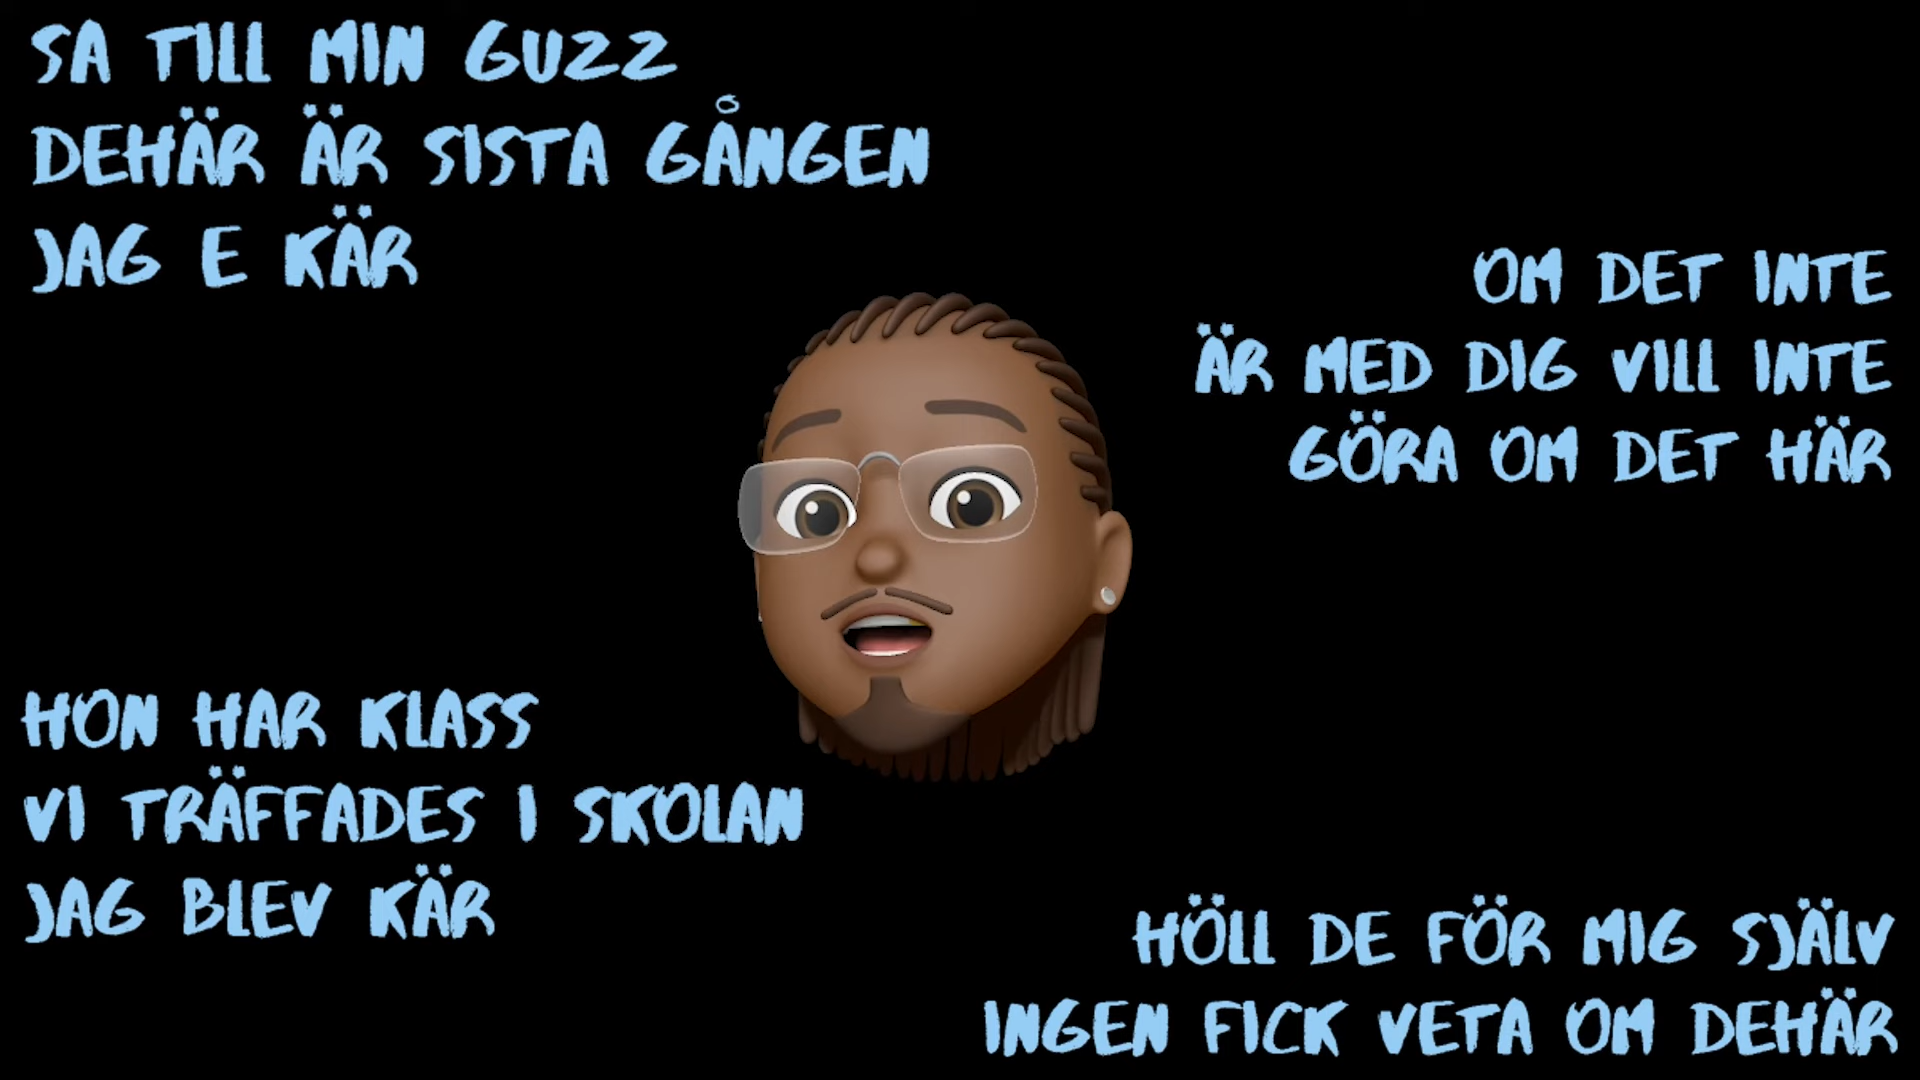 SA TILL MIN GUZZ
DEHÄR ÄR SISTA GÅNGEN
JAG E KÄR
OM DET INTE
ÄR MED DIG VILL INTE
GÖRA OM DET HÄR
HON HAR KLASS
VI TRÄFFADES I SKOLAN
JAG BLEV KÄR
HÖLL DE FÖR MIG SJÄLV
INGEN FICK VETA OM DEHÄR